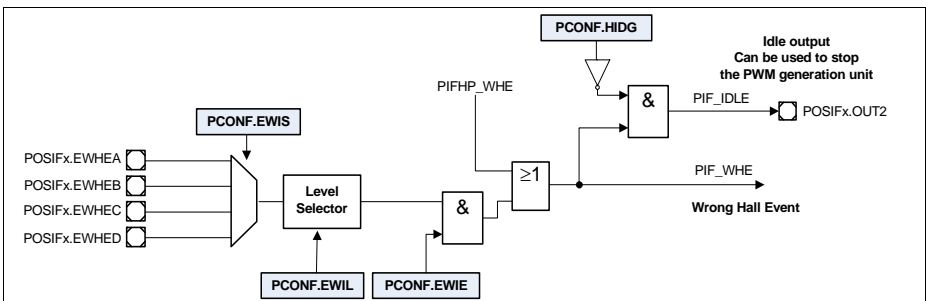 PCONF.HIDG
Idle output
Can be used to stop
the PWM generation unit
PIFHP_WHE
&
PIF_IDLE
POSIFx.OUT2
PCONF.EWIS
POSIFx.EWHEA
POSIFx.EWHEB
POSIFx.EWHEC
POSIFx.EWHED
Level
Selector
&
≥1
PIF_WHE
Wrong Hall Event
PCONF.EWIL
PCONF.EWIE